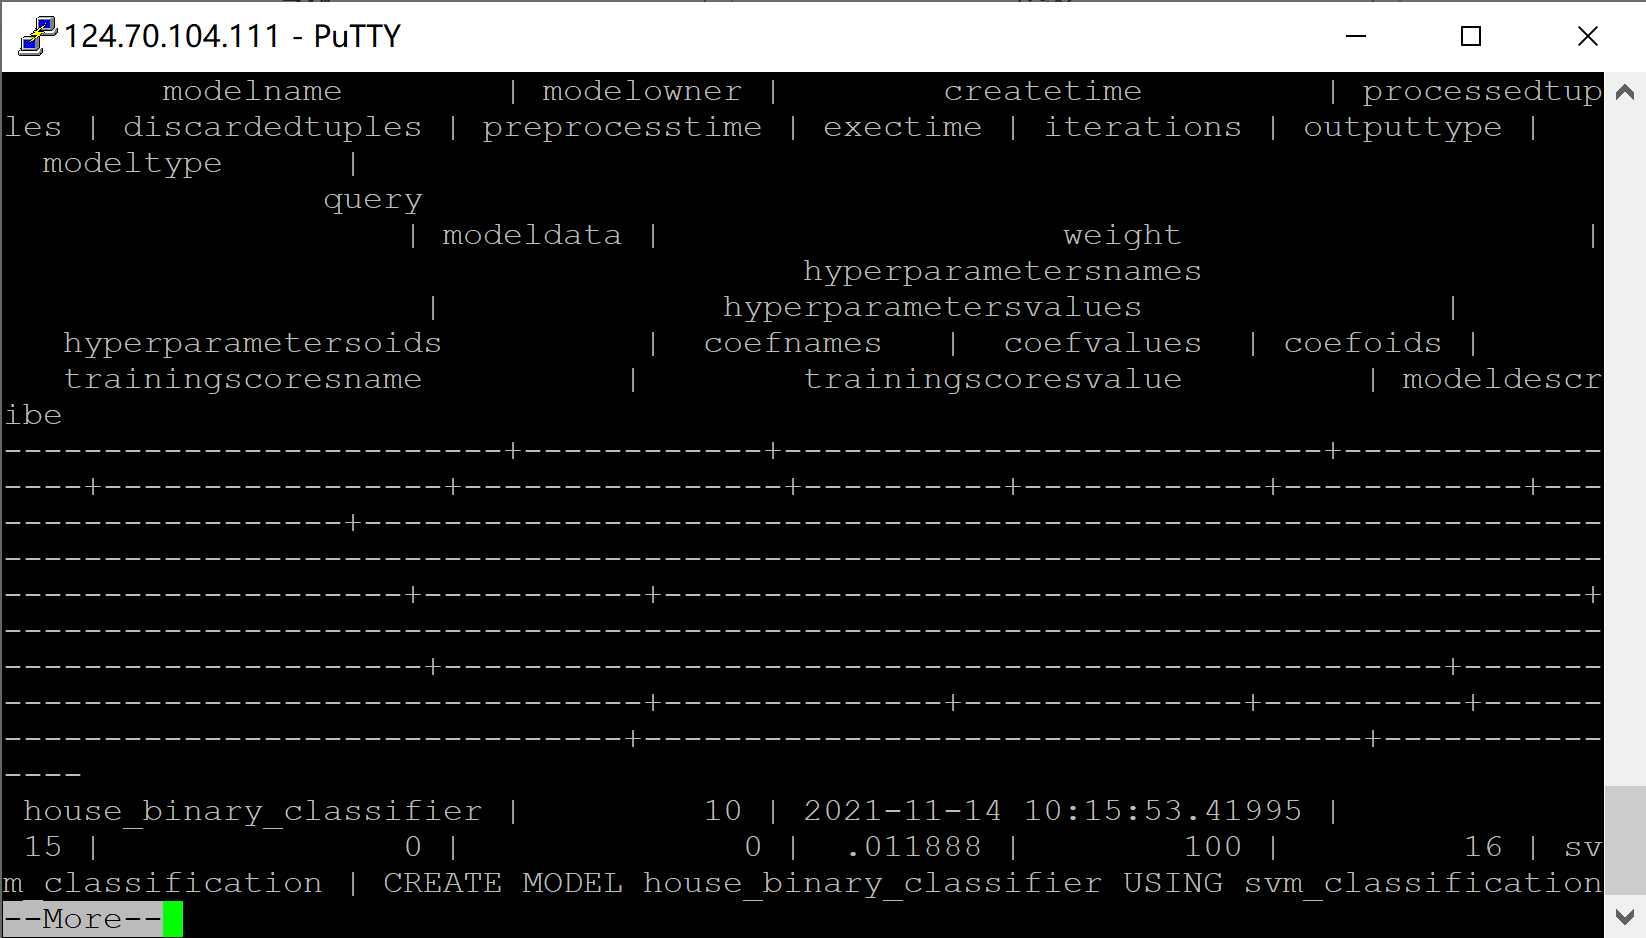 124.70.104.111 - PuTTY
modelname | modelowner | createtime | processedtup
les | discardedtuples | preprocesstime | exectime | iterations | outputtype |
modeltype |
query
| modeldata | weight |
hyperparametersnames
| hyperparametersvalues |
hyperparametersoids | coefnames | coefvalues | coefoids |
trainingscoresname | trainingscoresvalue | modeldescr
ibe
-------------------------+------------+---------------------------+-------------
----+-----------------+----------------+----------+------------+------------+---
-----------------+--------------------------------------------------------------
--------------------------------------------------------------------------------
--------------------+-----------+----------------------------------------------+
--------------------------------------------------------------------------------
---------------------+--------------------------------------------------+-------
--------------------------------+--------------+--------------+----------+------
-------------------------------+------------------------------------+-----------
----
house_binary_classifier | 10 | 2021-11-14 10:15:53.41995 |
15 | 0 | 0 | .011888 | 100 | 16 | sv
m_classification | CREATE MODEL house_binary_classifier USING svm_classification
--More--